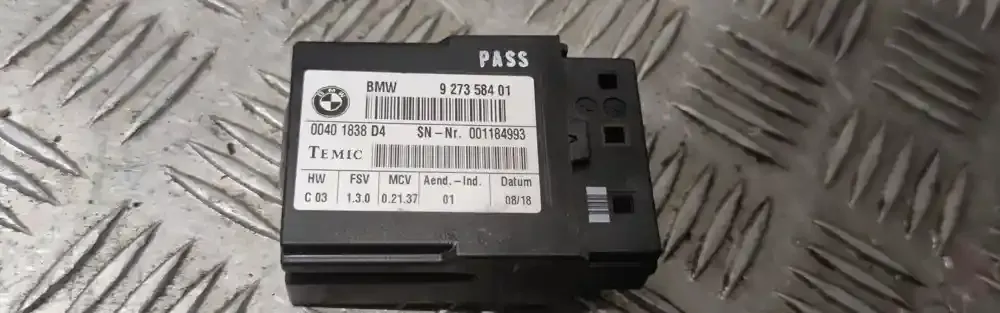 PASS
BMW 9 273 584 01
0040 1838 D4 SN-Nr. 001184993
TEMIC
HW FSV MCV Aend.-Ind. Datum
C 03 1.3.0 0.21.37 01 08/18